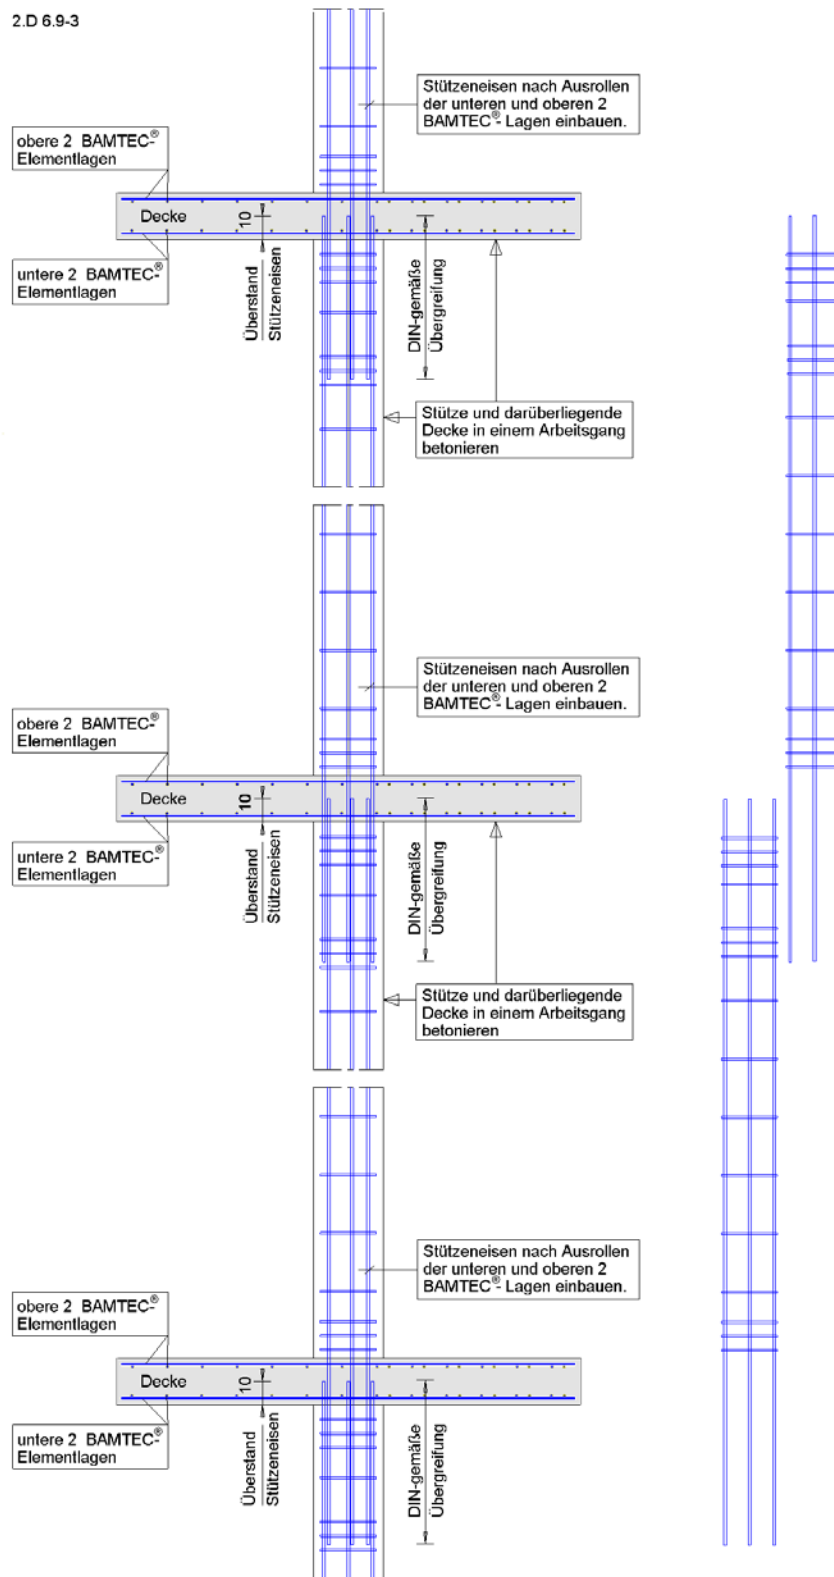 2.D 6.9-3
Stützeneisen nach Ausrollen
der unteren und oberen 2
BAMTEC®- Lagen einbauen.
obere 2 BAMTEC-®
Elementlagen
Decke
10
untere 2 BAMTEC-®
Elementlagen
Überstand
Stützeneisen
DIN-gemäße
Übergreifung
Stütze und darüberliegende
Decke in einem Arbeitsgang
betonieren
Stützeneisen nach Ausrollen
der unteren und oberen 2
BAMTEC®- Lagen einbauen.
obere 2 BAMTEC-®
Elementlagen
Decke
10
untere 2 BAMTEC-®
Elementlagen
Überstand
Stützeneisen
DIN-gemäße
Übergreifung
Stütze und darüberliegende
Decke in einem Arbeitsgang
betonieren
Stützeneisen nach Ausrollen
der unteren und oberen 2
BAMTEC®- Lagen einbauen.
obere 2 BAMTEC-®
Elementlagen
Decke
10
untere 2 BAMTEC-®
Elementlagen
Überstand
Stützeneisen
DIN-gemäße
Übergreifung